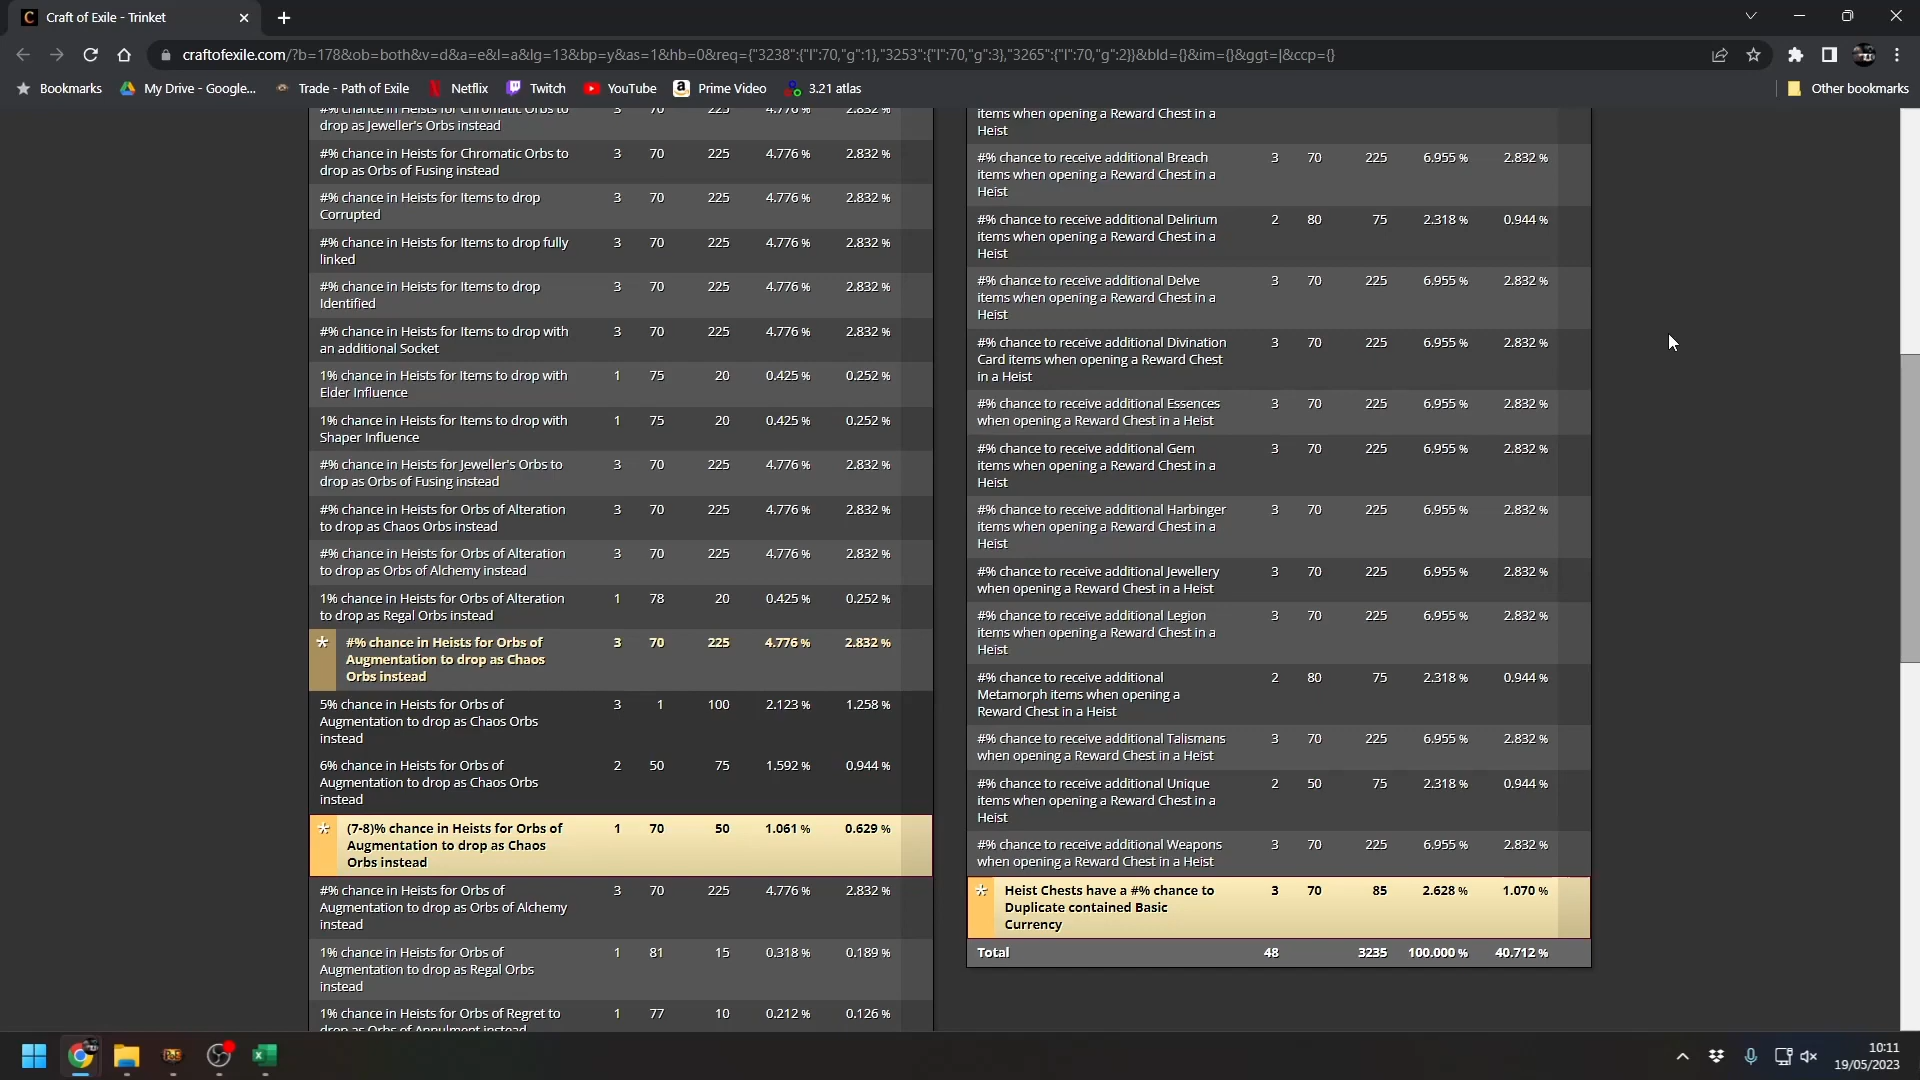 Craft of Exile - Trinket
craftofexile.com/?b=178&ob=both&v=d&a=e&l=a&lg=13&bp=y&as=1&hb=0&req={"3238":{"l":70,"g":1},"3253":{"l":70,"g":3},"3265":{"l":70,"g":2}}&bld={}&im={}&ggt=|&ccp={}
Bookmarks My Drive - Google... Trade - Path of Exile Netflix Twitch YouTube Prime Video 3.21 atlas Other bookmarks
#% chance in Heists for Chromatic Orbs to 3 70 225 4.776 % 2.832 %
drop as Jeweller's Orbs instead
#% chance in Heists for Chromatic Orbs to 3 70 225 4.776 % 2.832 %
drop as Orbs of Fusing instead
#% chance in Heists for Items to drop 3 70 225 4.776 % 2.832 %
Corrupted
#% chance in Heists for Items to drop fully 3 70 225 4.776 % 2.832 %
linked
#% chance in Heists for Items to drop 3 70 225 4.776 % 2.832 %
Identified
#% chance in Heists for Items to drop with 3 70 225 4.776 % 2.832 %
an additional Socket
1% chance in Heists for Items to drop with 1 75 20 0.425 % 0.252 %
Elder Influence
1% chance in Heists for Items to drop with 1 75 20 0.425 % 0.252 %
Shaper Influence
#% chance in Heists for Jeweller's Orbs to 3 70 225 4.776 % 2.832 %
drop as Orbs of Fusing instead
#% chance in Heists for Orbs of Alteration 3 70 225 4.776 % 2.832 %
to drop as Chaos Orbs instead
#% chance in Heists for Orbs of Alteration 3 70 225 4.776 % 2.832 %
to drop as Orbs of Alchemy instead
1% chance in Heists for Orbs of Alteration 1 78 20 0.425 % 0.252 %
to drop as Regal Orbs instead
* #% chance in Heists for Orbs of 3 70 225 4.776 % 2.832 %
Augmentation to drop as Chaos
Orbs instead
5% chance in Heists for Orbs of 3 1 100 2.123 % 1.258 %
Augmentation to drop as Chaos Orbs
instead
6% chance in Heists for Orbs of 2 50 75 1.592 % 0.944 %
Augmentation to drop as Chaos Orbs
instead
* (7-8)% chance in Heists for Orbs of 1 70 50 1.061 % 0.629 %
Augmentation to drop as Chaos
Orbs instead
#% chance in Heists for Orbs of 3 70 225 4.776 % 2.832 %
Augmentation to drop as Orbs of Alchemy
instead
1% chance in Heists for Orbs of 1 81 15 0.318 % 0.189 %
Augmentation to drop as Regal Orbs
instead
1% chance in Heists for Orbs of Regret to 1 77 10 0.212 % 0.126 %
drop as Orbs of Annulment instead
items when opening a Reward Chest in a
Heist
#% chance to receive additional Breach 3 70 225 6.955 % 2.832 %
items when opening a Reward Chest in a
Heist
#% chance to receive additional Delirium 2 80 75 2.318 % 0.944 %
items when opening a Reward Chest in a
Heist
#% chance to receive additional Delve 3 70 225 6.955 % 2.832 %
items when opening a Reward Chest in a
Heist
#% chance to receive additional Divination 3 70 225 6.955 % 2.832 %
Card items when opening a Reward Chest
in a Heist
#% chance to receive additional Essences 3 70 225 6.955 % 2.832 %
when opening a Reward Chest in a Heist
#% chance to receive additional Gem 3 70 225 6.955 % 2.832 %
items when opening a Reward Chest in a
Heist
#% chance to receive additional Harbinger 3 70 225 6.955 % 2.832 %
items when opening a Reward Chest in a
Heist
#% chance to receive additional Jewellery 3 70 225 6.955 % 2.832 %
when opening a Reward Chest in a Heist
#% chance to receive additional Legion 3 70 225 6.955 % 2.832 %
items when opening a Reward Chest in a
Heist
#% chance to receive additional 2 80 75 2.318 % 0.944 %
Metamorph items when opening a
Reward Chest in a Heist
#% chance to receive additional Talismans 3 70 225 6.955 % 2.832 %
when opening a Reward Chest in a Heist
#% chance to receive additional Unique 2 50 75 2.318 % 0.944 %
items when opening a Reward Chest in a
Heist
#% chance to receive additional Weapons 3 70 225 6.955 % 2.832 %
when opening a Reward Chest in a Heist
* Heist Chests have a #% chance to 3 70 85 2.628 % 1.070 %
Duplicate contained Basic
Currency
Total 48 3235 100.000 % 40.712 %
10:11
19/05/2023